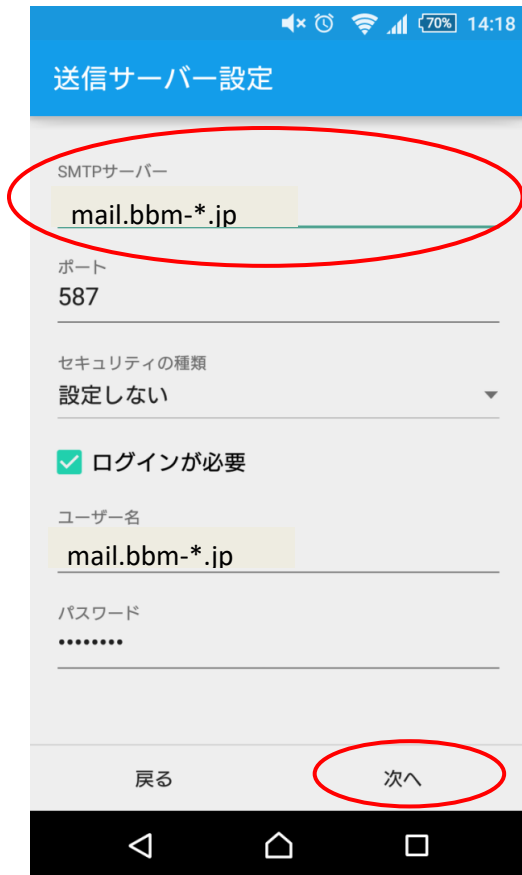 70% 14:18
送信サーバー設定
SMTPサーバー
mail.bbm-*.jp
ポート
587
セキュリティの種類
設定しない
ログインが必要
ユーザー名
mail.bbm-*.jp
パスワード
••••••••
戻る 次へ